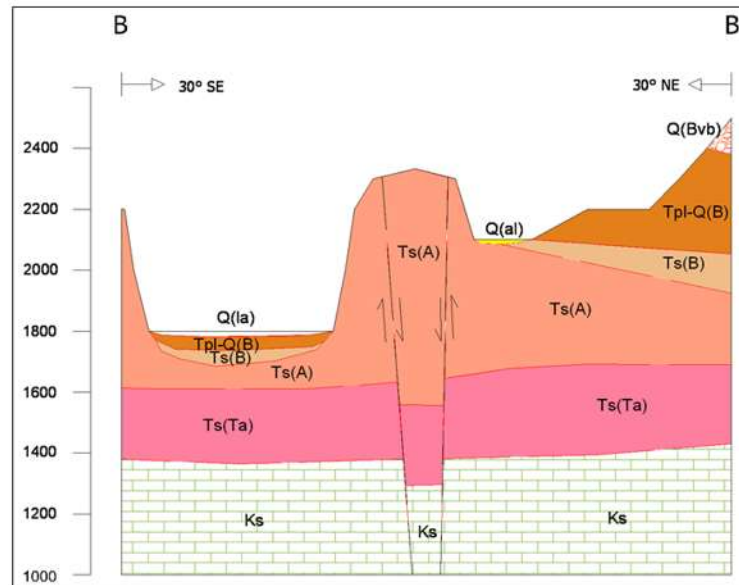 B B
30° SE 30° NE
Q(Bvb)
2400
2200
Tpl-Q(B)
Q(al)
Ts(A)
Ts(B)
2000
Ts(A)
Q(la)
1800
Tpl-Q(B)
Ts(B)
Ts(A)
1600
Ts(Ta) Ts(Ta)
1400
1200
Ks Ks Ks
1000